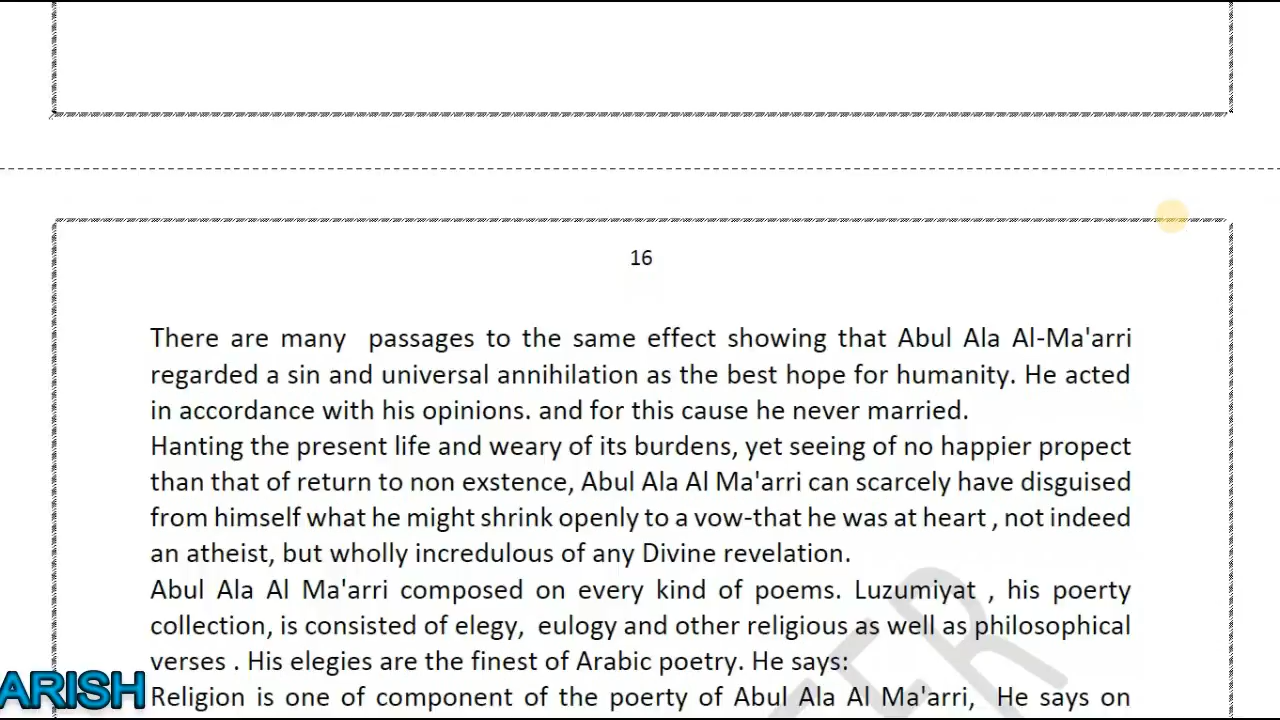 16
There are many passages to the same effect showing that Abul Ala Al-Ma'arri
regarded a sin and universal annihilation as the best hope for humanity. He acted
in accordance with his opinions. and for this cause he never married.
Hanting the present life and weary of its burdens, yet seeing of no happier propect
than that of return to non exstence, Abul Ala Al Ma'arri can scarcely have disguised
from himself what he might shrink openly to a vow-that he was at heart , not indeed
an atheist, but wholly incredulous of any Divine revelation.
Abul Ala Al Ma'arri composed on every kind of poems. Luzumiyat , his poerty
collection, is consisted of elegy, eulogy and other religious as well as philosophical
verses . His elegies are the finest of Arabic poetry. He says:
Religion is one of component of the poerty of Abul Ala Al Ma'arri, He says on
ARISH
TER